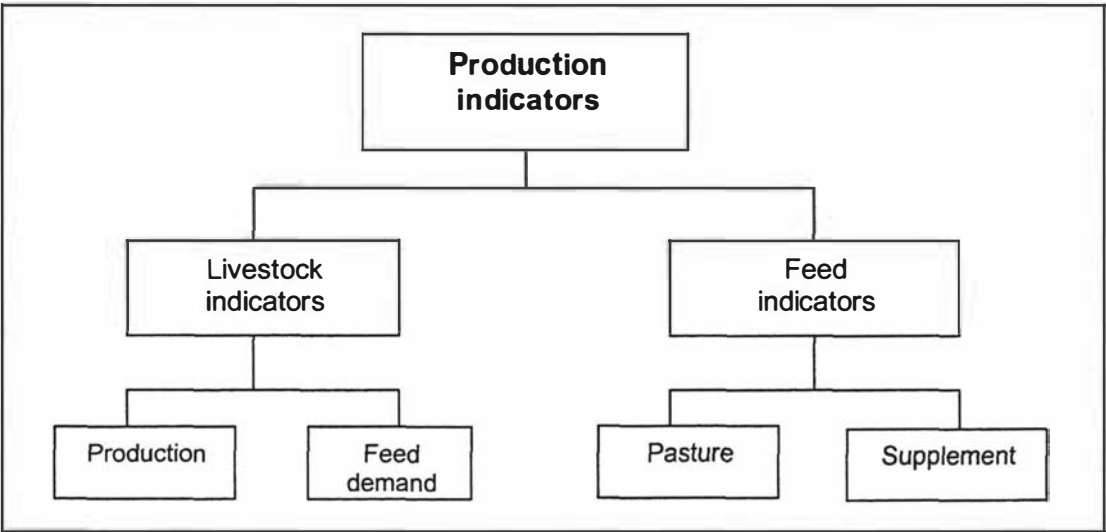 Production
indicators
Livestock
indicators
Feed
indicators
Production
Feed
demand
Pasture
Supplement